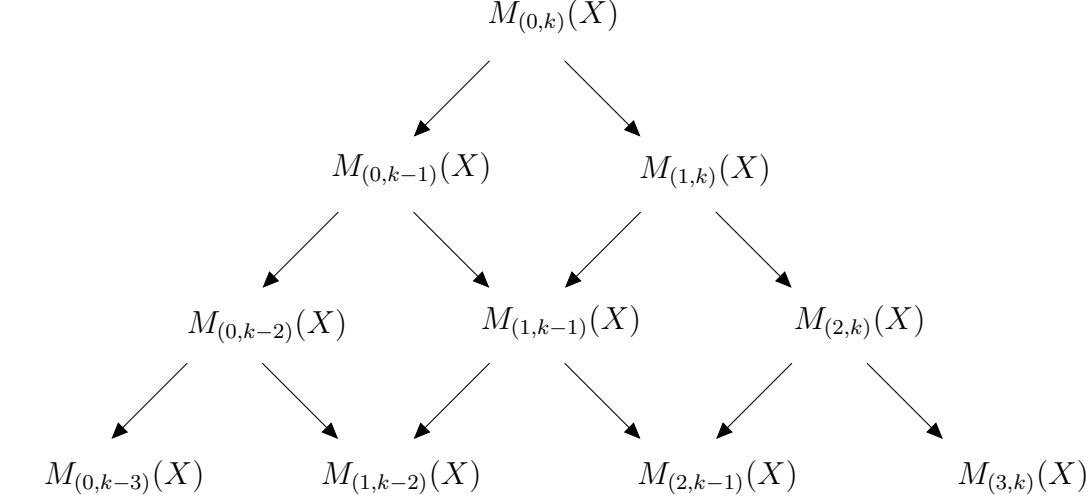 M_{(0,k)}(X)
M_{(0,k−1)}(X) M_{(1,k)}(X)
M_{(0,k−2)}(X) M_{(1,k−1)}(X) M_{(2,k)}(X)
M_{(0,k−3)}(X) M_{(1,k−2)}(X) M_{(2,k−1)}(X) M_{(3,k)}(X)